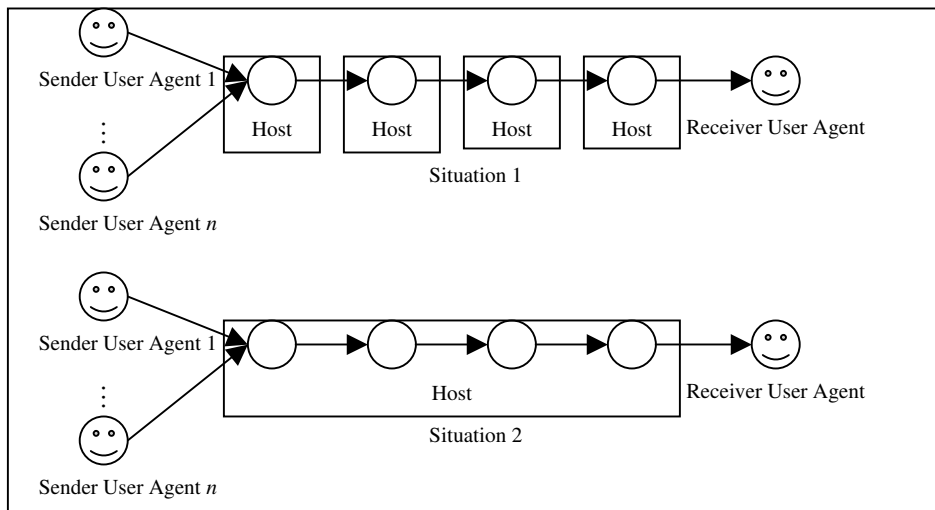 Sender User Agent 1
⋮
Sender User Agent n
Host Host Host Host
Receiver User Agent
Situation 1
Sender User Agent 1
⋮
Sender User Agent n
Host
Receiver User Agent
Situation 2